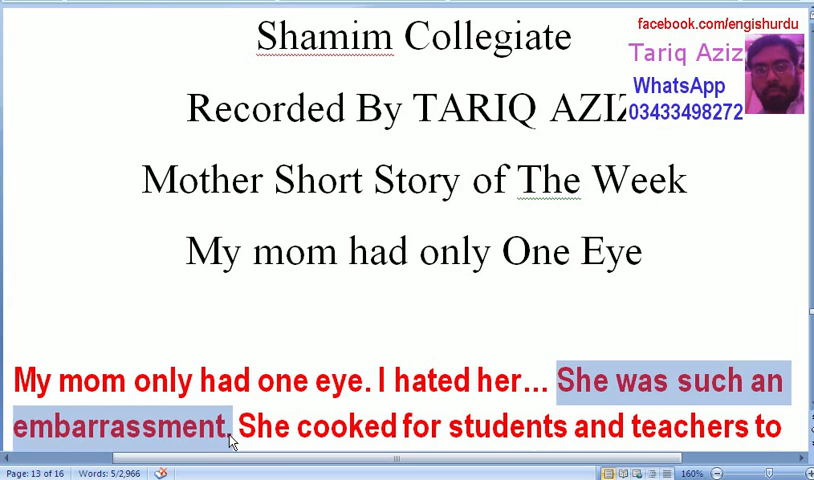 facebook.com/engishurdu
Shamim Collegiate
Tariq Aziz
WhatsApp
Recorded By TARIQ AZIZ
03433498272
Mother Short Story of The Week
My mom had only One Eye
My mom only had one eye. I hated her... She was such an
embarrassment. She cooked for students and teachers to
Page: 13 of 16 Words: 5/2,966 160%